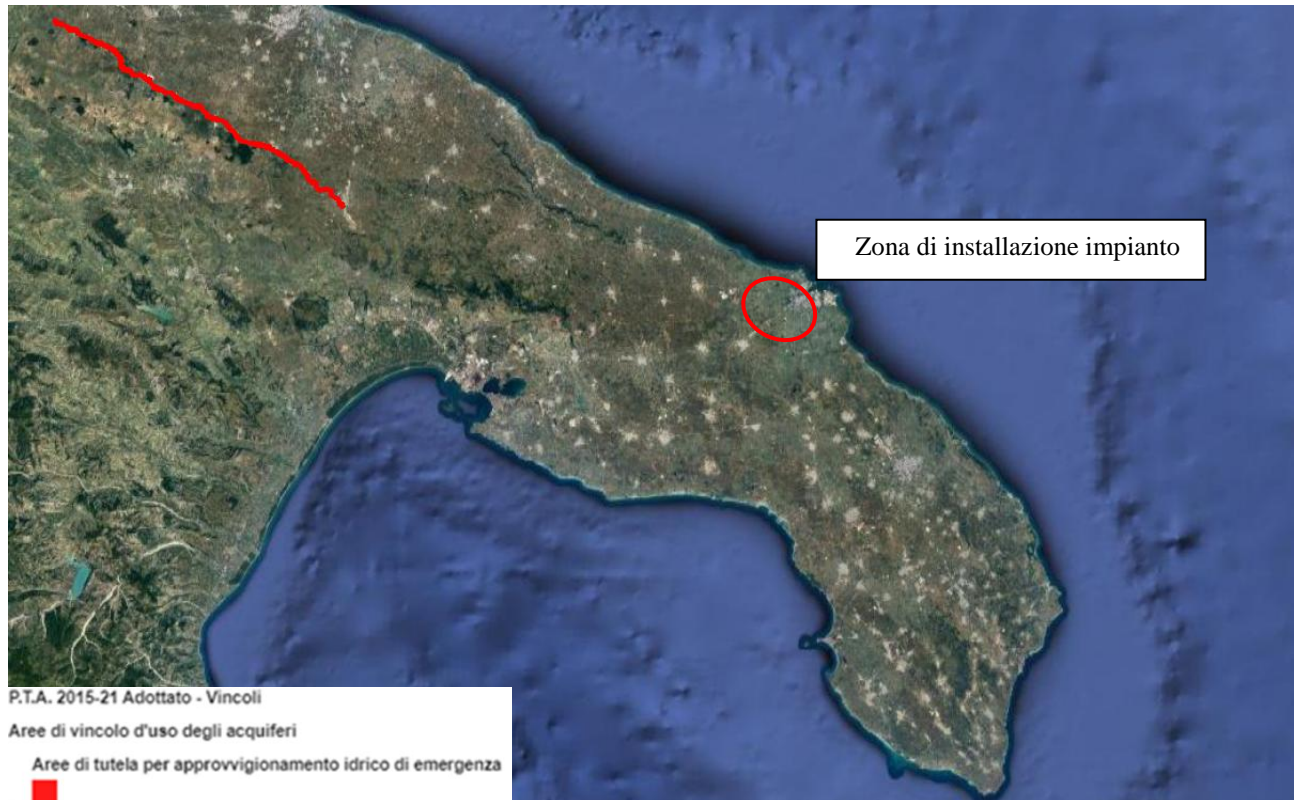 Zona di installazione impianto
P.T.A. 2015-21 Adottato - Vincoli
Aree di vincolo d'uso degli acquiferi
Aree di tutela per approvvigionamento idrico di emergenza